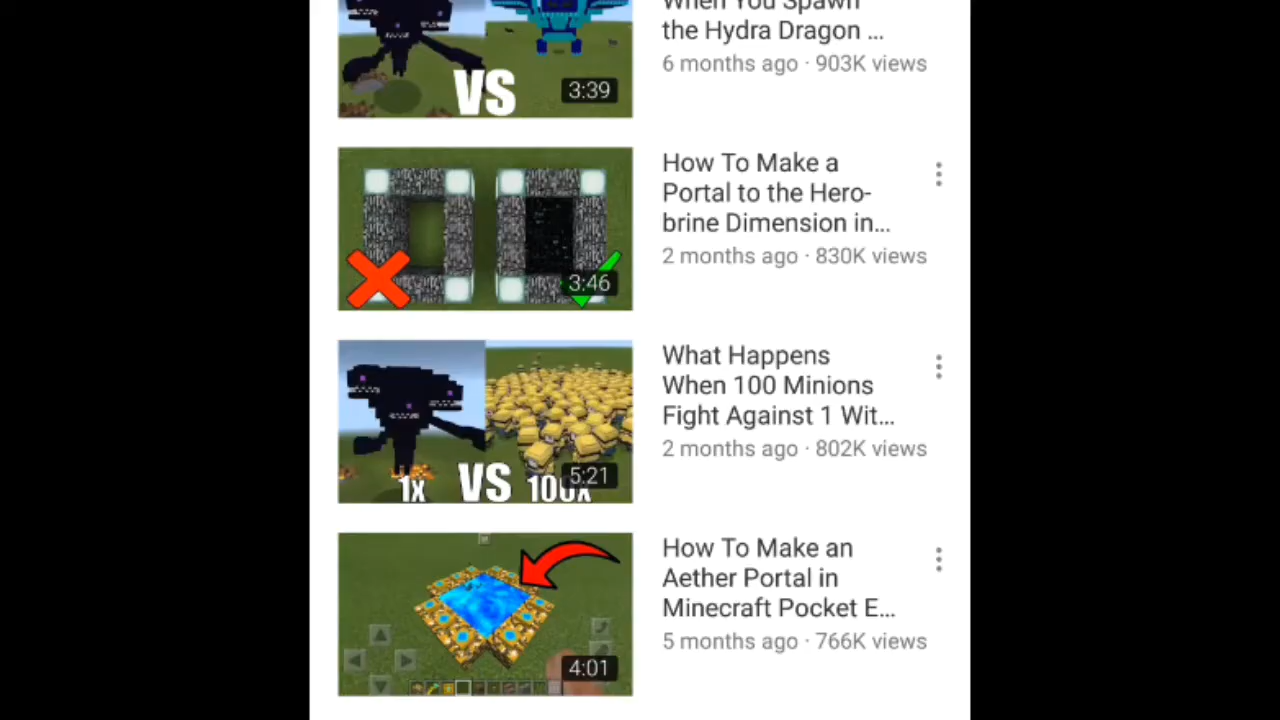 When You Spawn
the Hydra Dragon ...
6 months ago · 903K views
VS
3:39
How To Make a
Portal to the Hero-
brine Dimension in...
2 months ago · 830K views
3:46
What Happens
When 100 Minions
Fight Against 1 Wit...
2 months ago · 802K views
1x VS 100x
5:21
How To Make an
Aether Portal in
Minecraft Pocket E...
5 months ago · 766K views
4:01